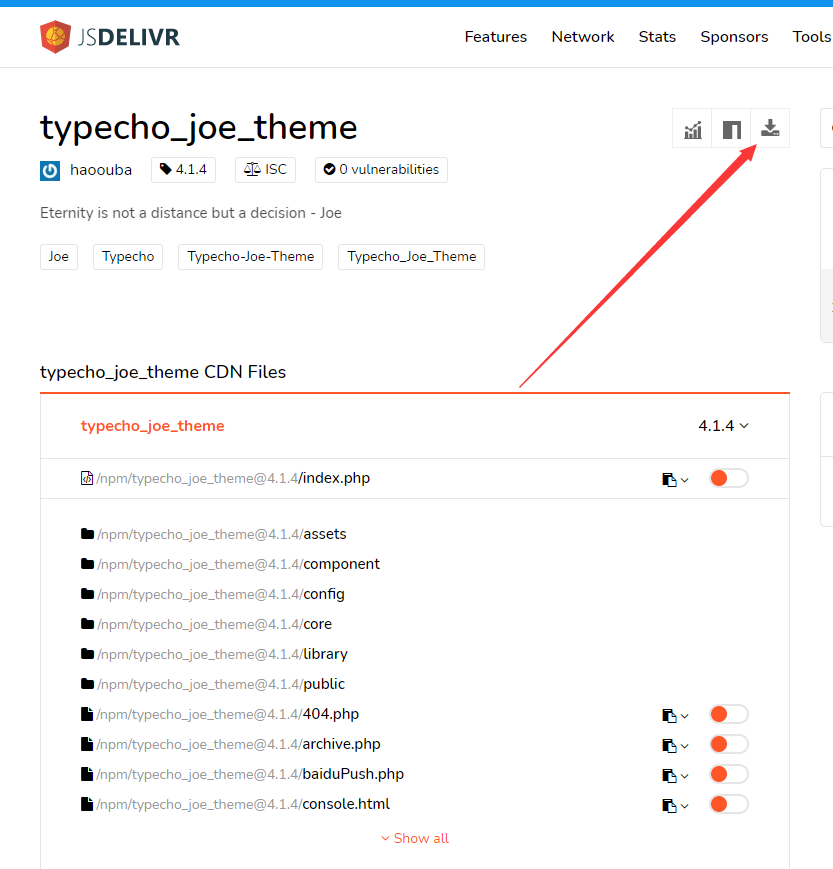 JSDELIVR
Features Network Stats Sponsors Tools
typecho_joe_theme
haoouba 4.1.4 ISC 0 vulnerabilities
Eternity is not a distance but a decision - Joe
Joe Typecho Typecho-Joe-Theme Typecho_Joe_Theme
typecho_joe_theme CDN Files
typecho_joe_theme 4.1.4
/npm/typecho_joe_theme@4.1.4/index.php
/npm/typecho_joe_theme@4.1.4/assets
/npm/typecho_joe_theme@4.1.4/component
/npm/typecho_joe_theme@4.1.4/config
/npm/typecho_joe_theme@4.1.4/core
/npm/typecho_joe_theme@4.1.4/library
/npm/typecho_joe_theme@4.1.4/public
/npm/typecho_joe_theme@4.1.4/404.php
/npm/typecho_joe_theme@4.1.4/archive.php
/npm/typecho_joe_theme@4.1.4/baiduPush.php
/npm/typecho_joe_theme@4.1.4/console.html
Show all